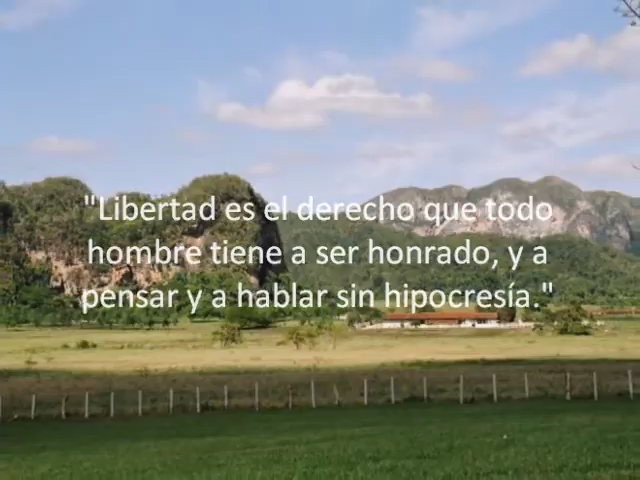 "Libertad es el derecho que todo
hombre tiene a ser honrado, y a
pensar y a hablar sin hipocresía."